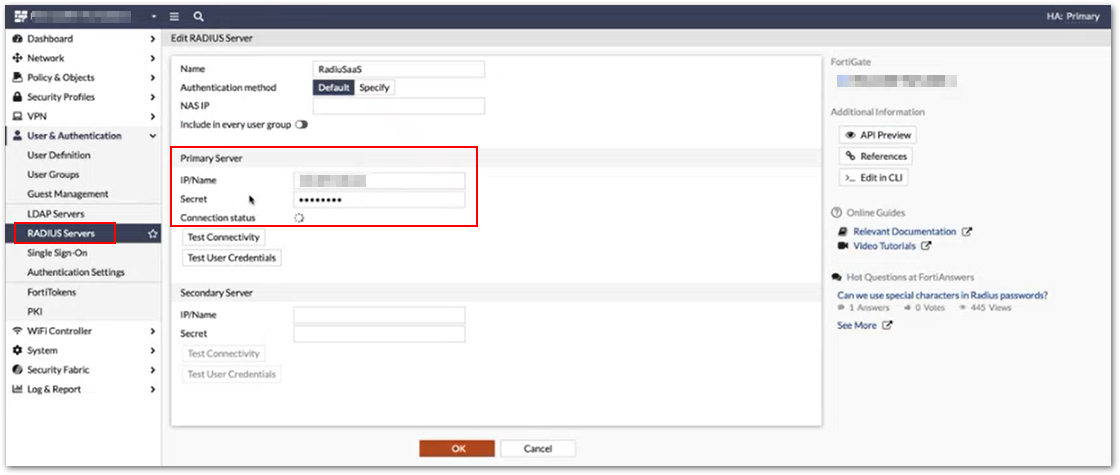 HA: Primary
Dashboard
Network
Policy & Objects
Security Profiles
VPN
User & Authentication
User Definition
User Groups
Guest Management
LDAP Servers
RADIUS Servers
Single Sign-On
Authentication Settings
FortiTokens
PKI
WiFi Controller
System
Security Fabric
Log & Report
Edit RADIUS Server
Name RadiuSaaS
Authentication method Default Specify
NAS IP
Include in every user group
Primary Server
IP/Name
Secret ••••••••
Connection status
Test Connectivity
Test User Credentials
Secondary Server
IP/Name
Secret
Test Connectivity
Test User Credentials
OK Cancel
FortiGate
Additional Information
API Preview
References
>_ Edit in CLI
Online Guides
Relevant Documentation
Video Tutorials
Hot Questions at FortiAnswers
Can we use special characters in Radius passwords?
1 Answers 0 Votes 445 Views
See More